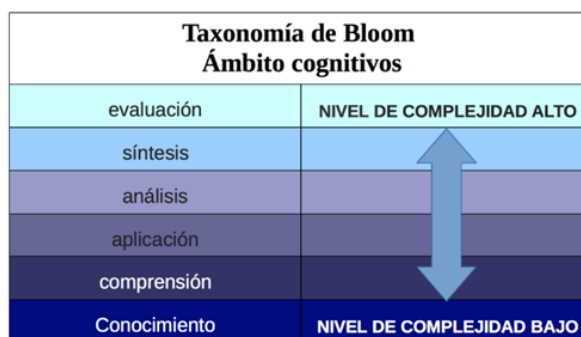 Taxonomía de Bloom
Ámbito cognitivos
evaluación NIVEL DE COMPLEJIDAD ALTO
síntesis
análisis
aplicación
comprensión
Conocimiento NIVEL DE COMPLEJIDAD BAJO